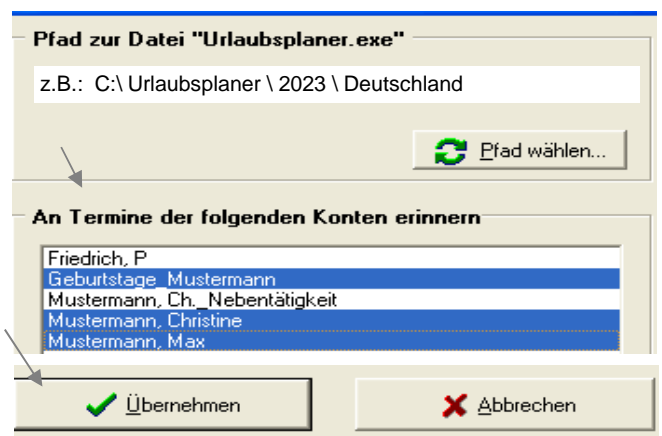 Pfad zur Datei "Urlaubsplaner.exe"
z.B.: C:\ Urlaubsplaner \ 2023 \ Deutschland
Pfad wählen...
An Termine der folgenden Konten erinnern
Friedrich, P
Geburtstage_Mustermann
Mustermann, Ch._Nebentätigkeit
Mustermann, Christine
Mustermann, Max
Übernehmen
Abbrechen